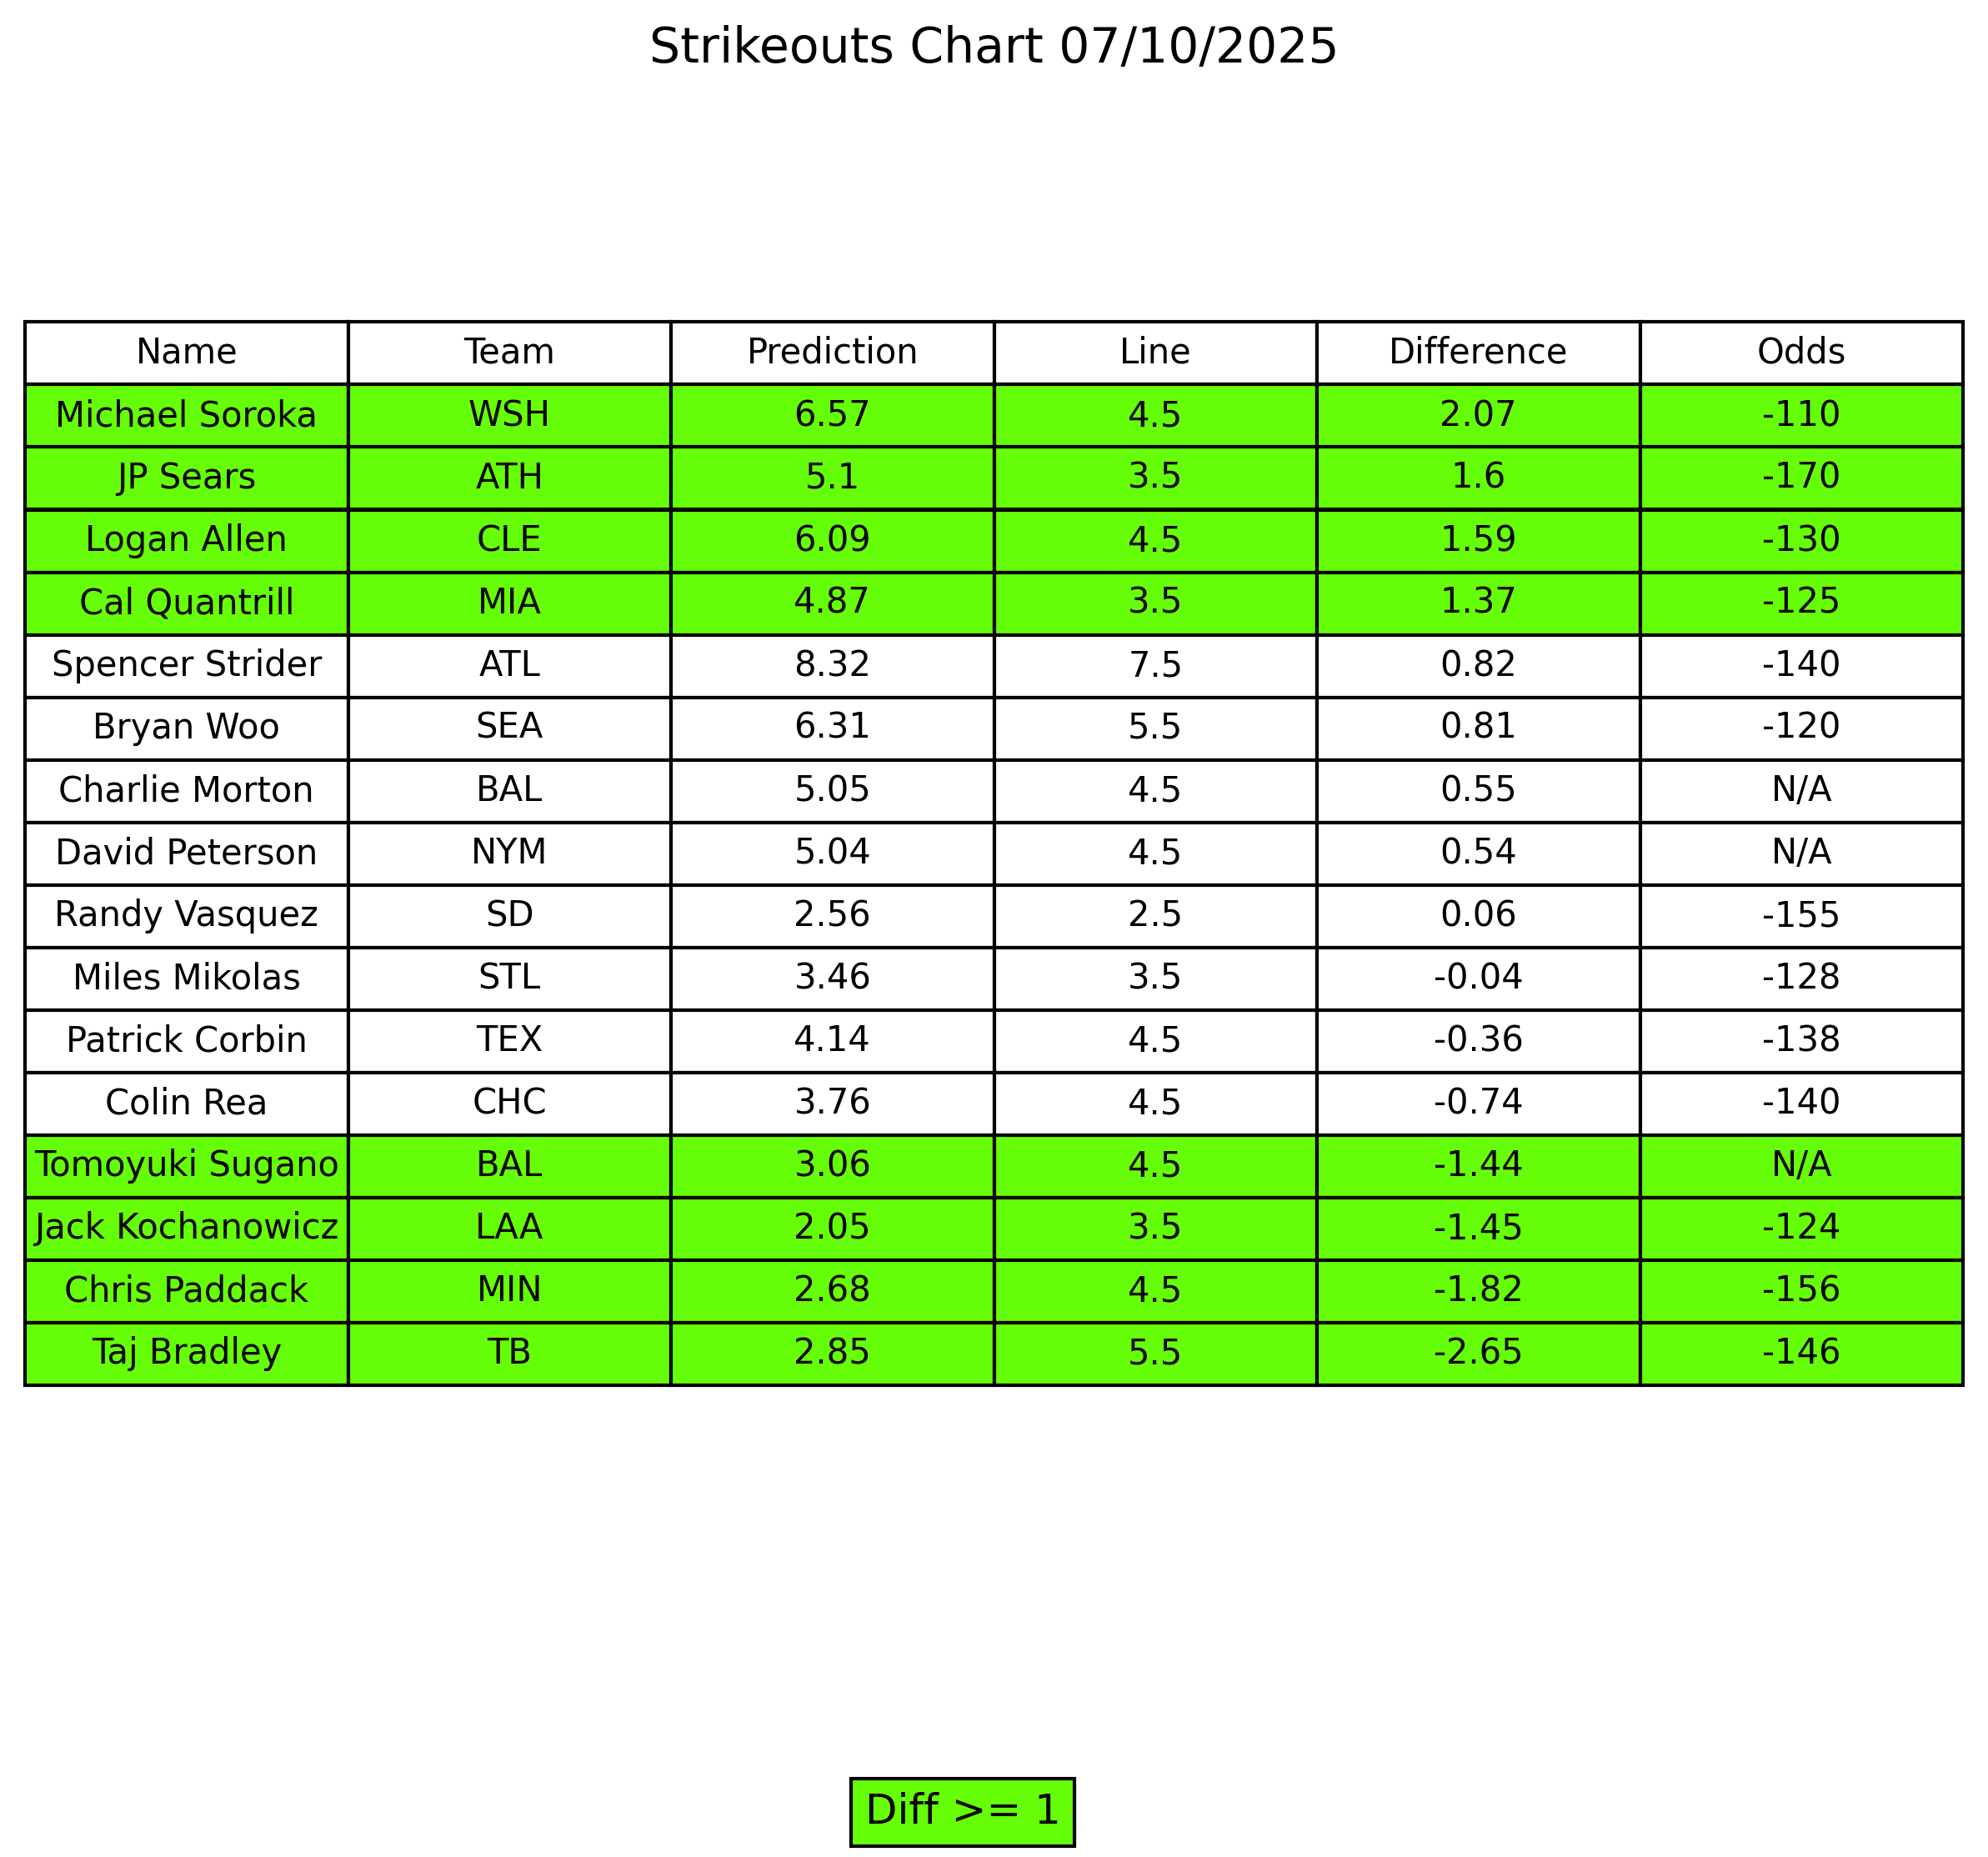 Strikeouts Chart 07/10/2025
Name Team Prediction Line Difference Odds
Michael Soroka WSH 6.57 4.5 2.07 -110
JP Sears ATH 5.1 3.5 1.6 -170
Logan Allen CLE 6.09 4.5 1.59 -130
Cal Quantrill MIA 4.87 3.5 1.37 -125
Spencer Strider ATL 8.32 7.5 0.82 -140
Bryan Woo SEA 6.31 5.5 0.81 -120
Charlie Morton BAL 5.05 4.5 0.55 N/A
David Peterson NYM 5.04 4.5 0.54 N/A
Randy Vasquez SD 2.56 2.5 0.06 -155
Miles Mikolas STL 3.46 3.5 -0.04 -128
Patrick Corbin TEX 4.14 4.5 -0.36 -138
Colin Rea CHC 3.76 4.5 -0.74 -140
Tomoyuki Sugano BAL 3.06 4.5 -1.44 N/A
Jack Kochanowicz LAA 2.05 3.5 -1.45 -124
Chris Paddack MIN 2.68 4.5 -1.82 -156
Taj Bradley TB 2.85 5.5 -2.65 -146
Diff >= 1